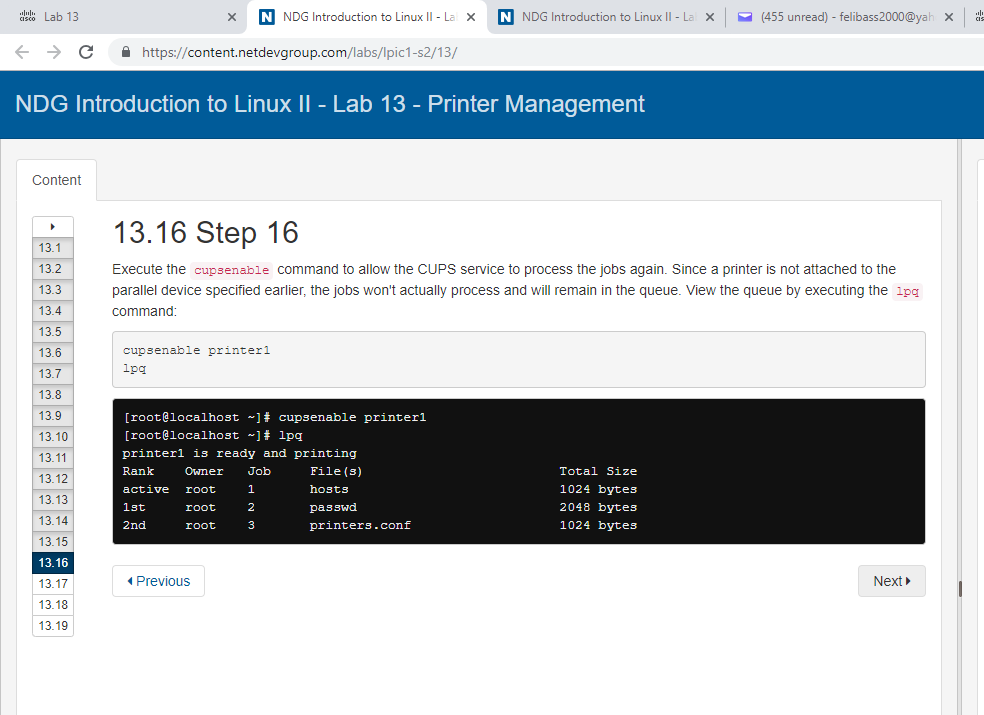 Lab 13
NDG Introduction to Linux II - La
NDG Introduction to Linux II - La
(455 unread) - felibass2000@yah
https://content.netdevgroup.com/labs/lpic1-s2/13/
NDG Introduction to Linux II - Lab 13 - Printer Management
Content
13.1
13.2
13.3
13.4
13.5
13.6
13.7
13.8
13.9
13.10
13.11
13.12
13.13
13.14
13.15
13.16
13.17
13.18
13.19
13.16 Step 16
Execute the cupsenable command to allow the CUPS service to process the jobs again. Since a printer is not attached to the
parallel device specified earlier, the jobs won't actually process and will remain in the queue. View the queue by executing the lpq
command:
cupsenable printer1
lpq
[root@localhost ~]# cupsenable printer1
[root@localhost ~]# lpq
printer1 is ready and printing
Rank Owner Job File(s) Total Size
active root 1 hosts 1024 bytes
1st root 2 passwd 2048 bytes
2nd root 3 printers.conf 1024 bytes
Previous
Next